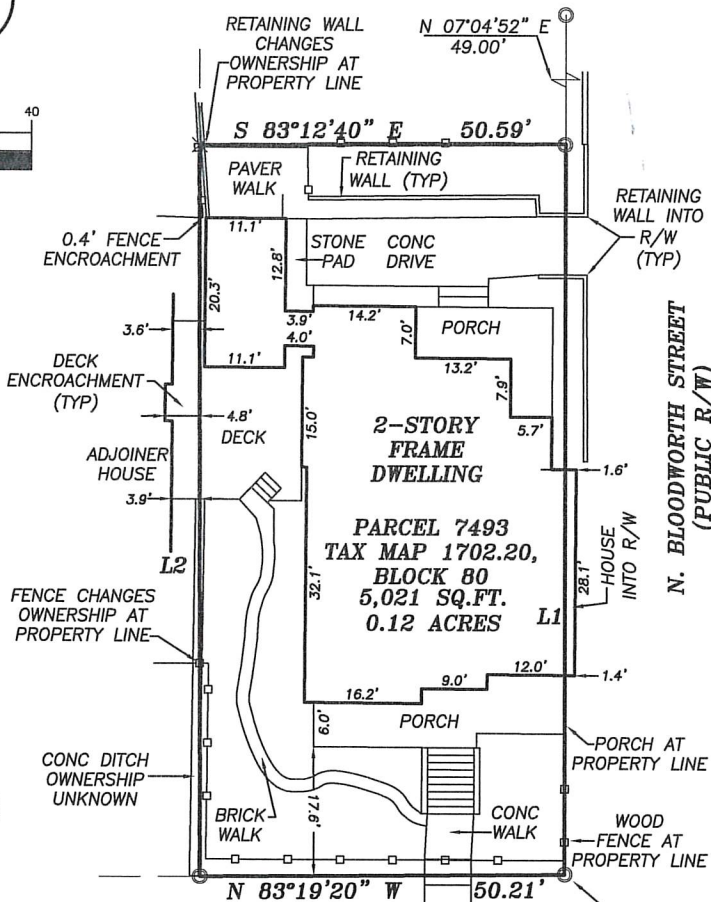 RETAINING WALL
CHANGES
OWNERSHIP AT
PROPERTY LINE
N 07°04'52" E
49.00'
40
S 83°12'40" E 50.59'
PAVER
WALK
RETAINING
WALL (TYP)
RETAINING
WALL INTO
R/W
(TYP)
0.4' FENCE
ENCROACHMENT
11.1'
12.8'
STONE
PAD
CONC
DRIVE
20.3'
3.9'
14.2'
7.0'
PORCH
3.6'
4.0'
11.1'
13.2'
7.9'
DECK
ENCROACHMENT
(TYP)
4.8'
DECK
15.0'
5.7'
2-STORY
FRAME
DWELLING
N. BLOODWORTH STREET
(PUBLIC R/W)
ADJOINER
HOUSE
3.9'
1.6'
L2
PARCEL 7493
TAX MAP 1702.20,
BLOCK 80
5,021 SQ.FT.
0.12 ACRES
32.1'
28.1'
HOUSE
INTO R/W
L1
FENCE CHANGES
OWNERSHIP AT
PROPERTY LINE
12.0'
1.4'
9.0'
16.2'
6.0'
PORCH
PORCH AT
PROPERTY LINE
CONC DITCH
OWNERSHIP
UNKNOWN
17.6'
BRICK
WALK
CONC
WALK
WOOD
FENCE AT
PROPERTY LINE
N 83°19'20" W 50.21'